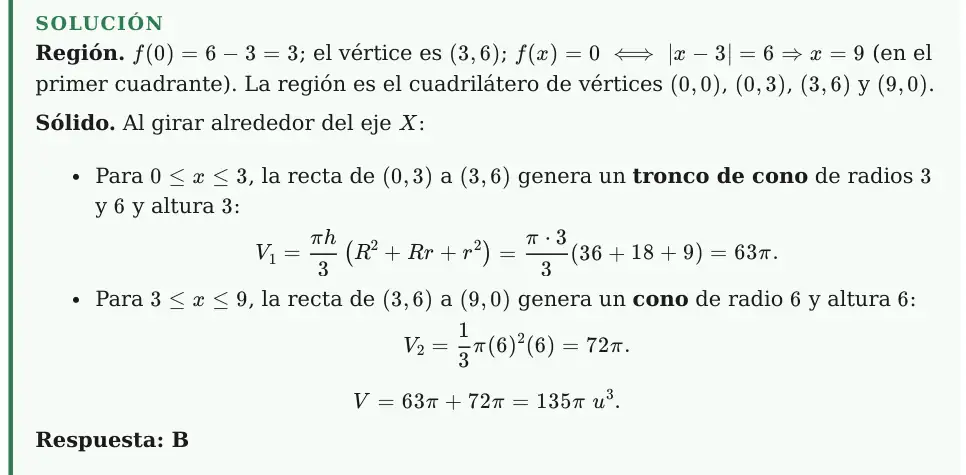 SOLUCIÓN
Región. f(0) = 6 − 3 = 3; el vértice es (3, 6); f(x) = 0 ⟺ |x − 3| = 6 ⇒ x = 9 (en el
primer cuadrante). La región es el cuadrilátero de vértices (0, 0), (0, 3), (3, 6) y (9, 0).
Sólido. Al girar alrededor del eje X:
• Para 0 ≤ x ≤ 3, la recta de (0, 3) a (3, 6) genera un tronco de cono de radios 3
y 6 y altura 3:
V₁ = πh/3 (R² + Rr + r²) = π · 3/3 (36 + 18 + 9) = 63π.
• Para 3 ≤ x ≤ 9, la recta de (3, 6) a (9, 0) genera un cono de radio 6 y altura 6:
V₂ = 1/3 π(6)²(6) = 72π.
V = 63π + 72π = 135π u³.
Respuesta: B